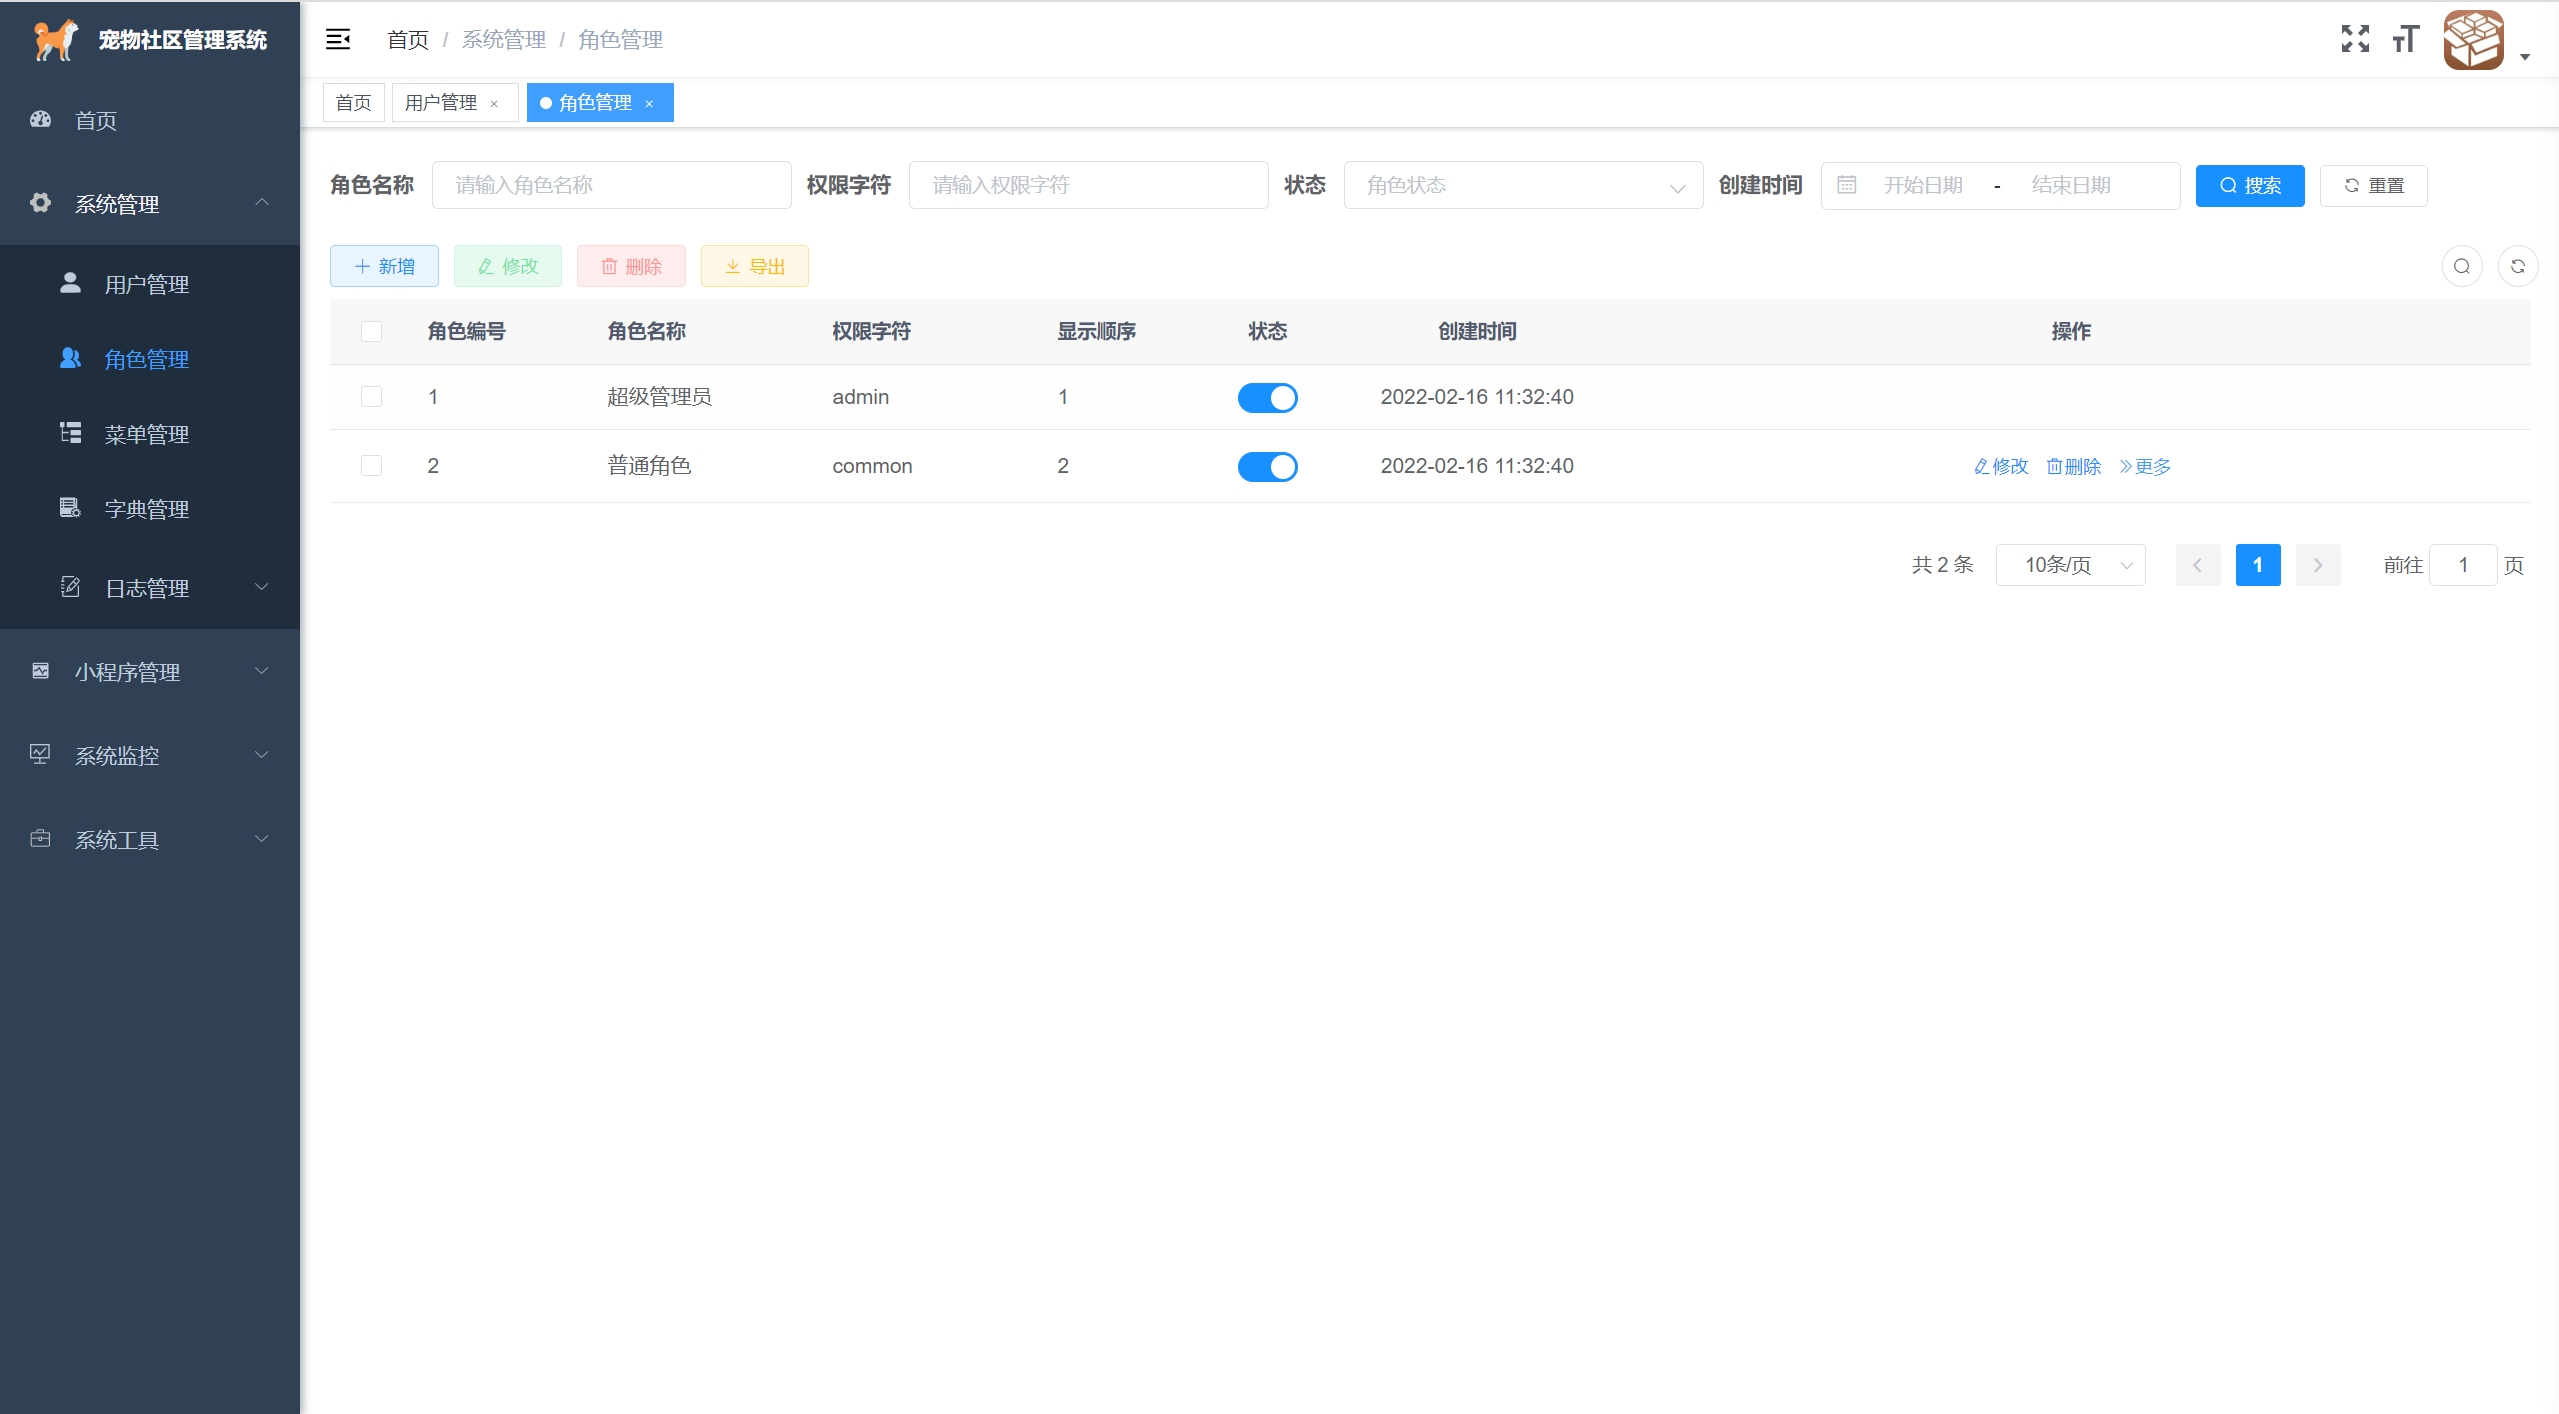 宠物社区管理系统
首页
系统管理
用户管理
角色管理
菜单管理
字典管理
日志管理
小程序管理
系统监控
系统工具
首页 / 系统管理 / 角色管理
首页 用户管理 × 角色管理 ×
角色名称 请输入角色名称 权限字符 请输入权限字符 状态 角色状态 创建时间 开始日期 - 结束日期 搜索 重置
新增 修改 删除 导出
角色编号 角色名称 权限字符 显示顺序 状态 创建时间 操作
1 超级管理员 admin 1 2022-02-16 11:32:40
2 普通角色 common 2 2022-02-16 11:32:40 修改 删除 更多
共 2 条 10条/页 1 前往 1 页